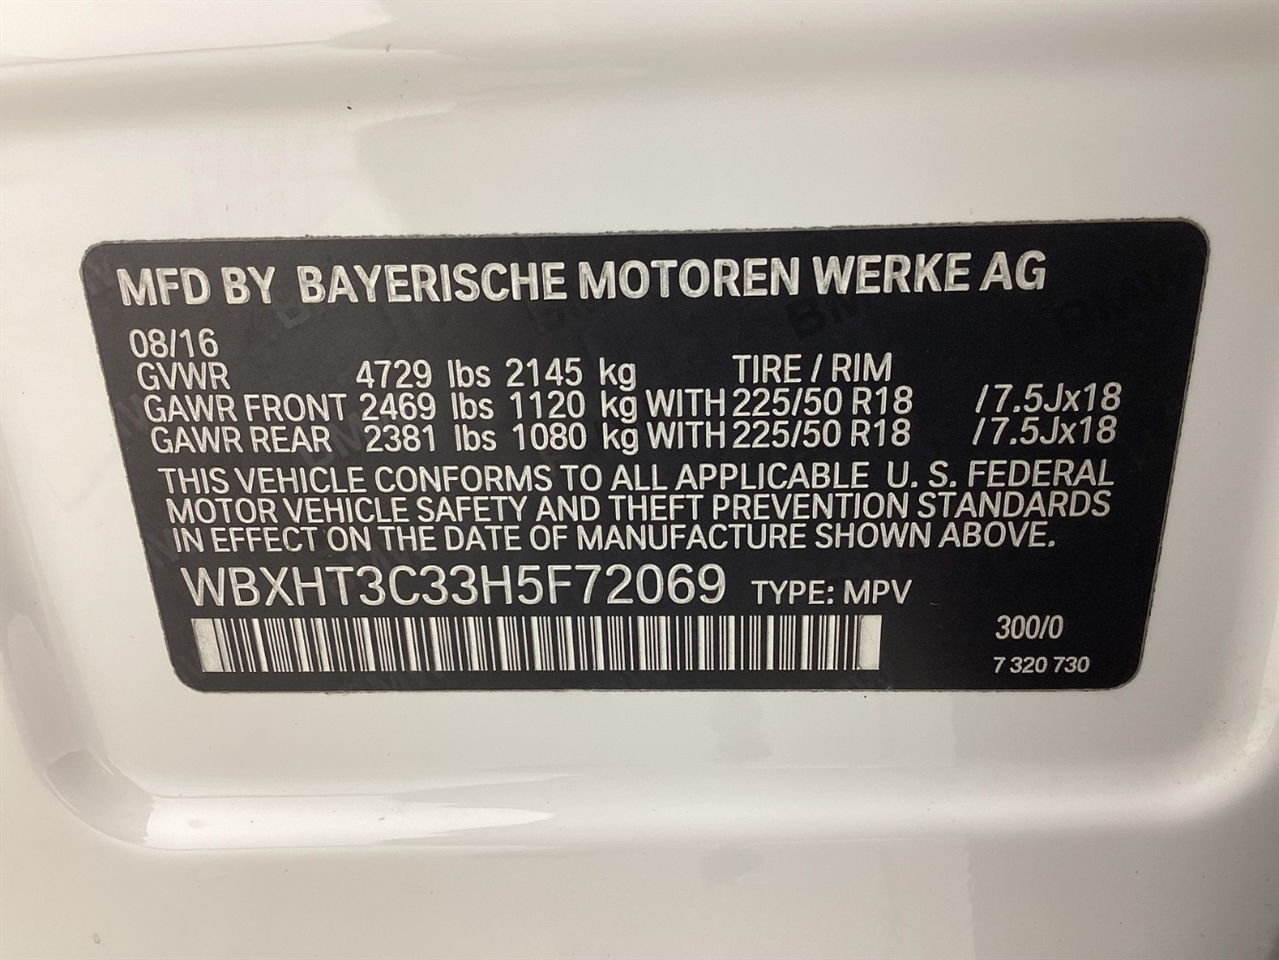 MFD BY BAYERISCHE MOTOREN WERKE AG
08/16
GVWR 4729 lbs 2145 kg TIRE / RIM
GAWR FRONT 2469 lbs 1120 kg WITH 225/50 R18 /7.5Jx18
GAWR REAR 2381 lbs 1080 kg WITH 225/50 R18 /7.5Jx18
THIS VEHICLE CONFORMS TO ALL APPLICABLE U. S. FEDERAL
MOTOR VEHICLE SAFETY AND THEFT PREVENTION STANDARDS
IN EFFECT ON THE DATE OF MANUFACTURE SHOWN ABOVE.
WBXHT3C33H5F72069 TYPE: MPV
300/0
7 320 730